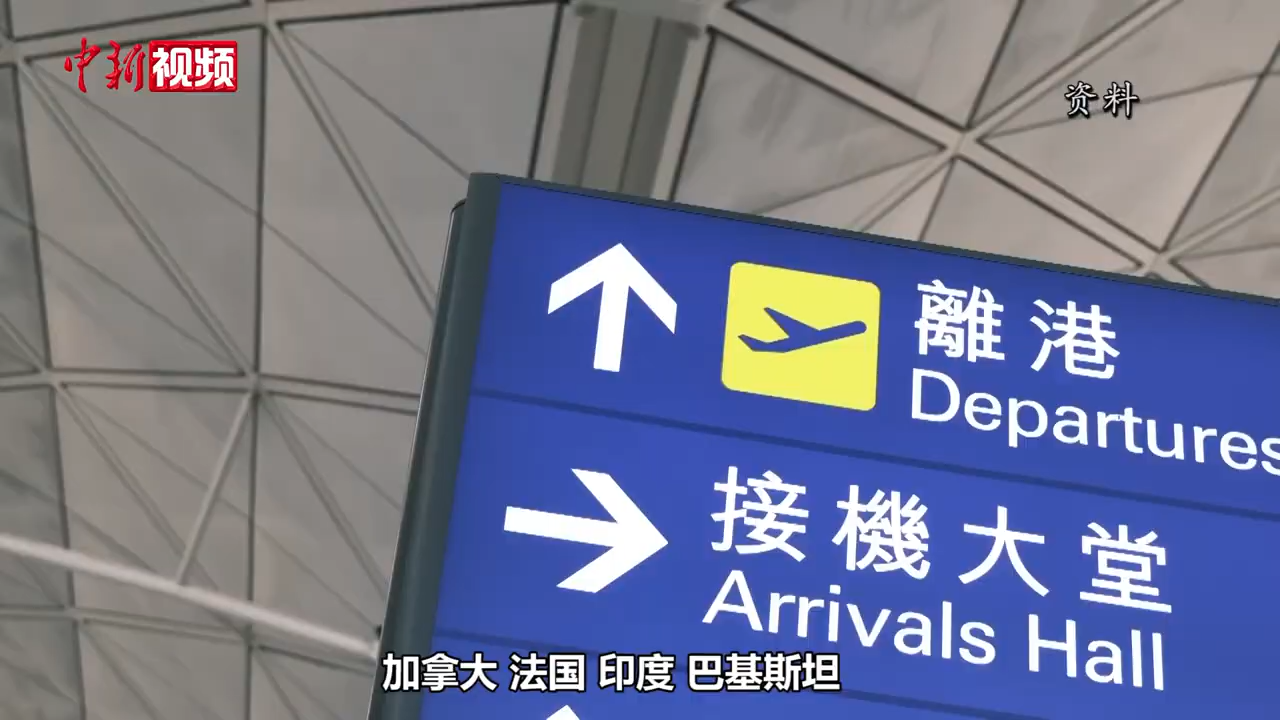 中新视频
资料
離港
Departures
接機大堂
Arrivals Hall
加拿大 法国 印度 巴基斯坦